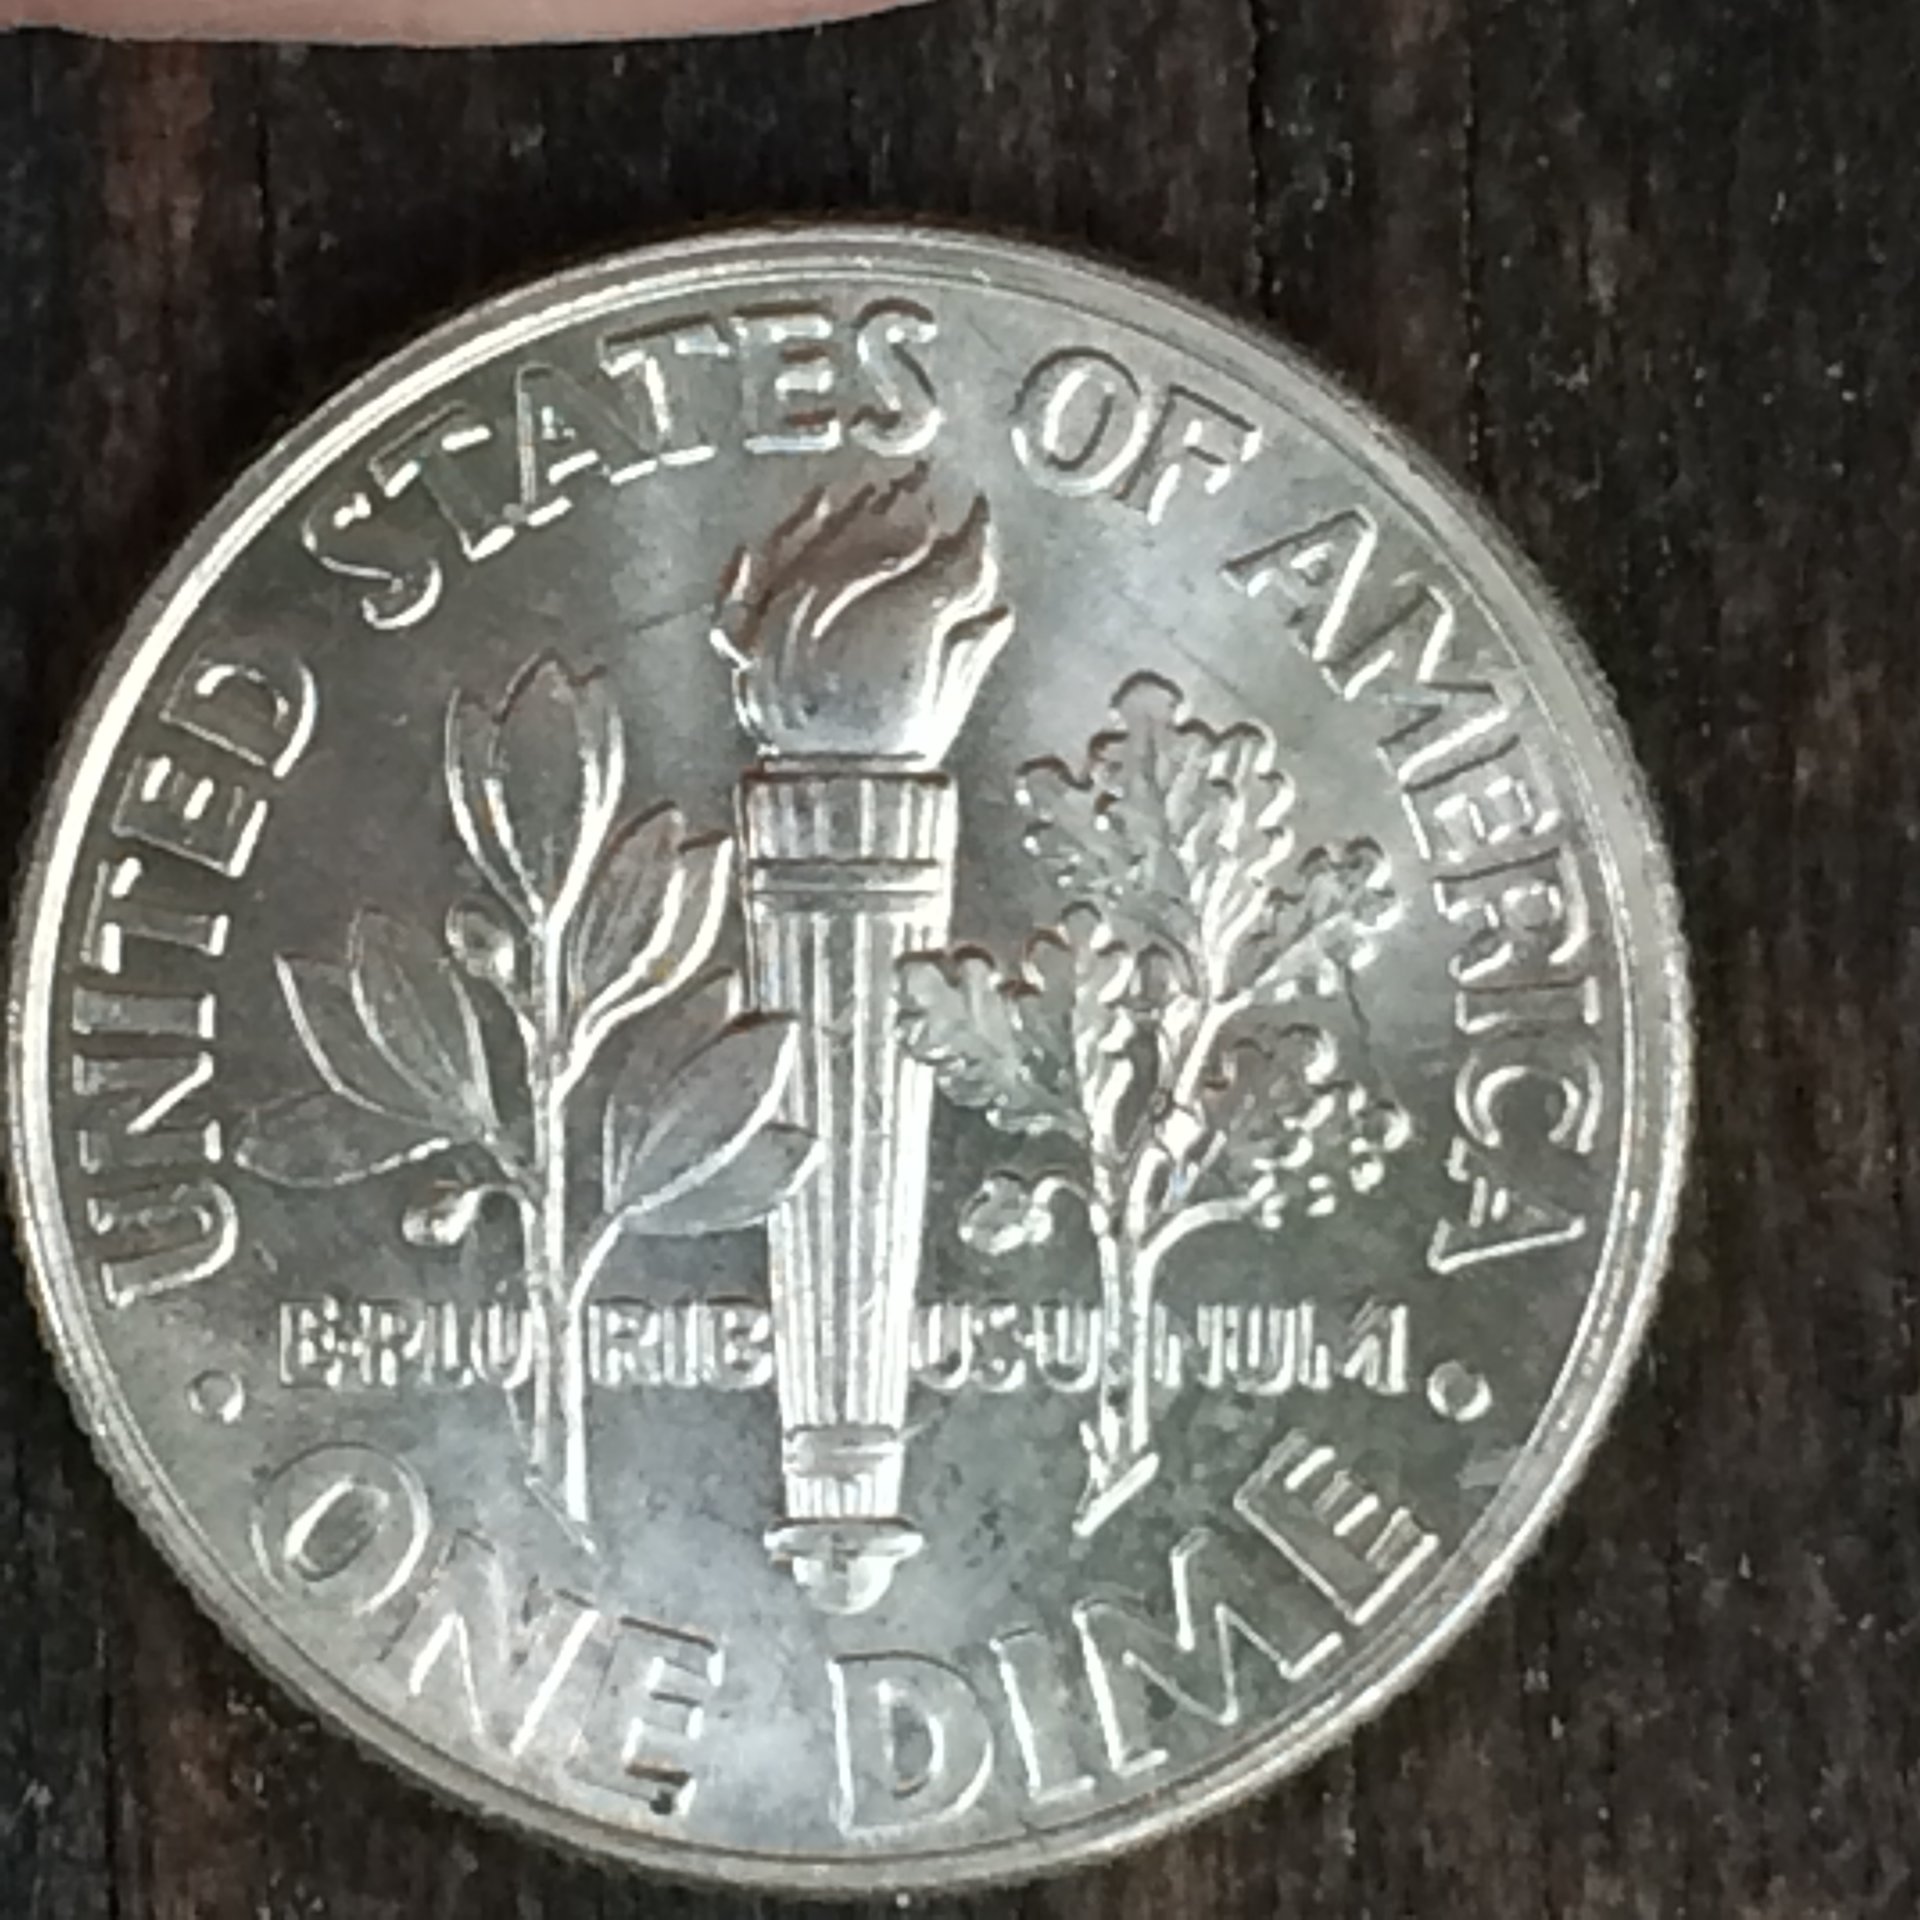 UNITED STATES OF AMERICA
E·PLURIBUS·UNUM
· ONE DIME ·